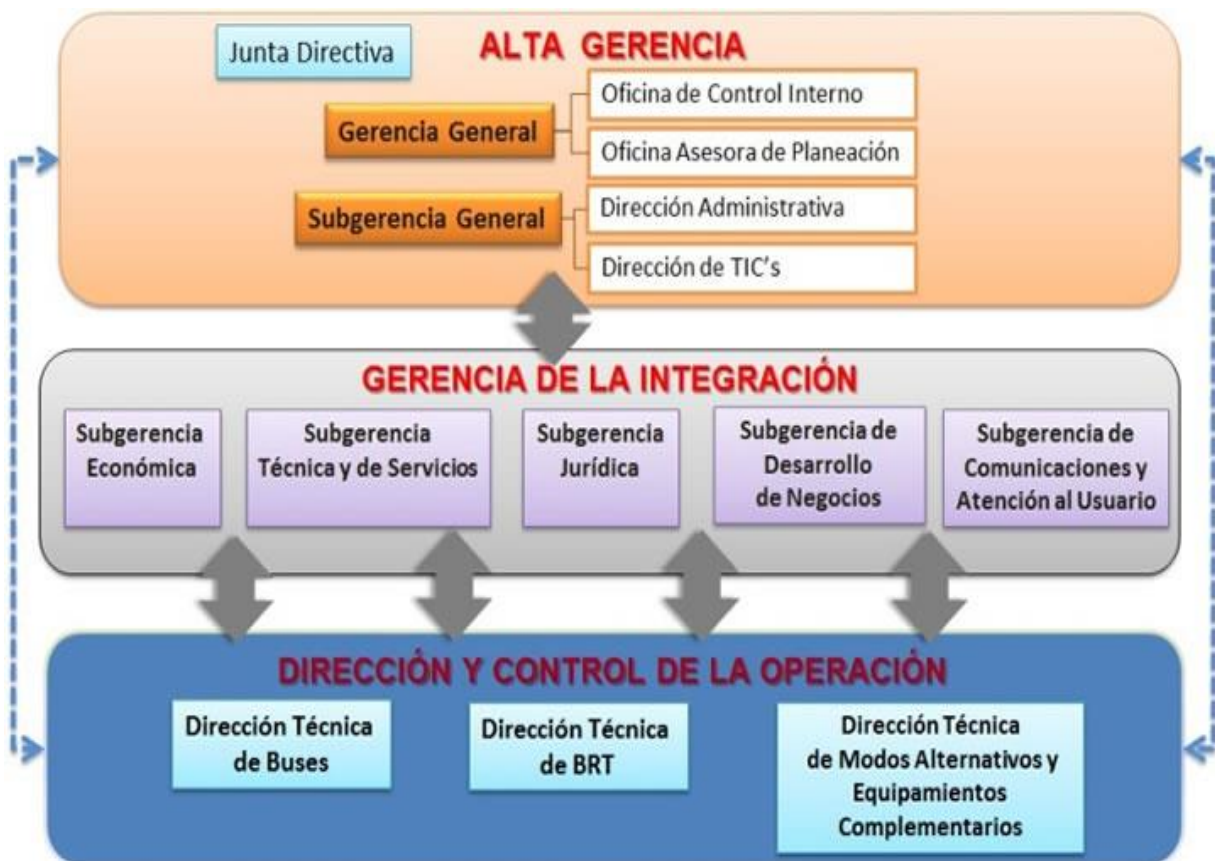 Junta Directiva
ALTA GERENCIA
Gerencia General
Oficina de Control Interno
Oficina Asesora de Planeación
Subgerencia General
Dirección Administrativa
Dirección de TIC's
GERENCIA DE LA INTEGRACIÓN
Subgerencia
Económica
Subgerencia
Técnica y de Servicios
Subgerencia
Jurídica
Subgerencia de
Desarrollo
de Negocios
Subgerencia de
Comunicaciones y
Atención al Usuario
DIRECCIÓN Y CONTROL DE LA OPERACIÓN
Dirección Técnica
de Buses
Dirección Técnica
de BRT
Dirección Técnica
de Modos Alternativos y
Equipamientos
Complementarios